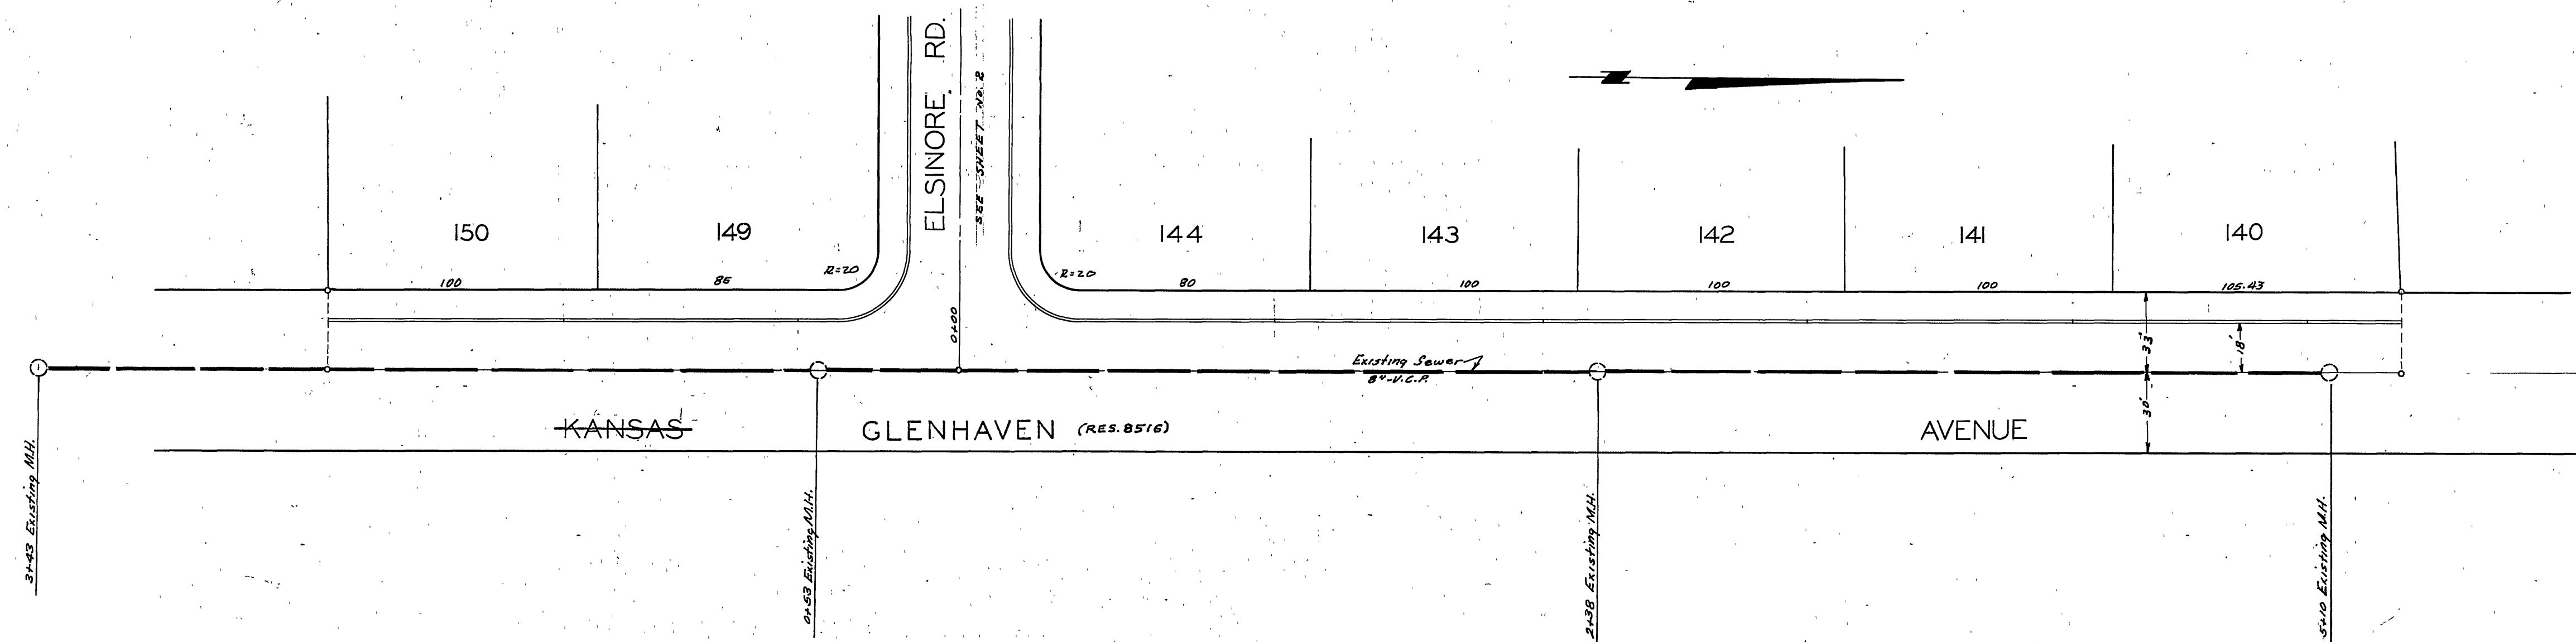 ELSINORE RD.
SEE SHEET NO. 2
150
149
144
143
142
141
140
100
86
R=20
R=20
80
100
100
100
105.43
0+00
33'
18'
30'
Existing Sewer
8"-V.C.P.
KANSAS
GLENHAVEN (RES. 8516)
AVENUE
3+43 Existing M.H.
0+53 Existing M.H.
2+38 Existing M.H.
5+10 Existing M.H.